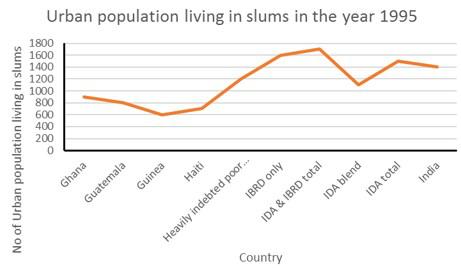 Urban population living in slums in the year 1995
No of Urban population living in slums
1800
1600
1400
1200
1000
800
600
400
200
0
Ghana
Guatemala
Guinea
Haiti
Heavily indebted poor...
IBRD only
IDA & IBRD total
IDA blend
IDA total
India
Country